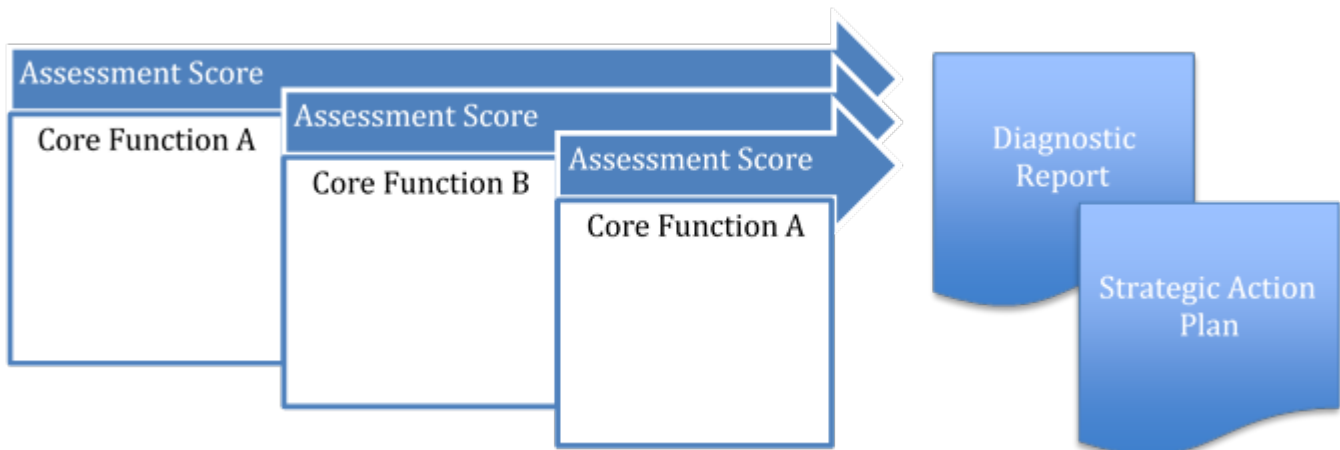 Assessment Score
Core Function A
Assessment Score
Core Function B
Assessment Score
Core Function A
Diagnostic
Report
Strategic Action
Plan